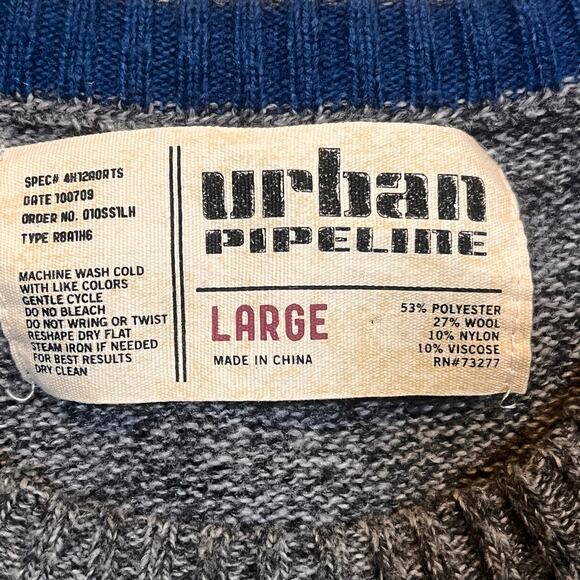 SPEC# 4H12AORTS
DATE 100709
ORDER NO. 010SS1LH
TYPE R8A1H6
MACHINE WASH COLD
WITH LIKE COLORS
GENTLE CYCLE
DO NOT BLEACH
DO NOT WRING OR TWIST
RESHAPE DRY FLAT
STEAM IRON IF NEEDED
FOR BEST RESULTS
DRY CLEAN
urban
PIPELINE
LARGE
MADE IN CHINA
53% POLYESTER
27% WOOL
10% NYLON
10% VISCOSE
RN#73277